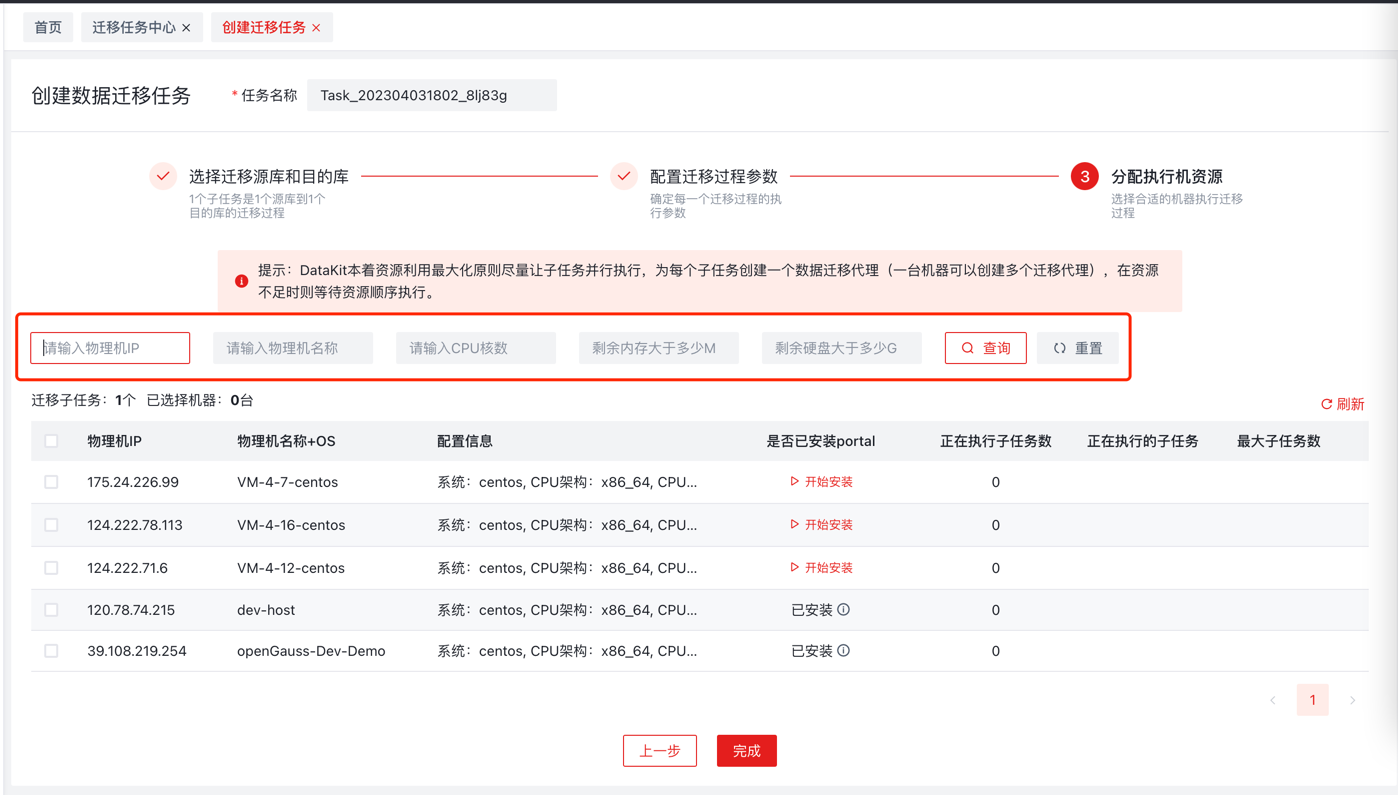 首页 迁移任务中心 × 创建迁移任务 ×
创建数据迁移任务 * 任务名称 Task_202304031802_8lj83g
选择迁移源库和目的库
1个子任务是1个源库到1个
目的库的迁移过程
配置迁移过程参数
确定每一个迁移过程的执
行参数
3 分配执行机资源
选择合适的机器执行迁移
过程
提示：DataKit本着资源利用最大化原则尽量让子任务并行执行，为每个子任务创建一个数据迁移代理（一台机器可以创建多个迁移代理），在资源
不足时则等待资源顺序执行。
请输入物理机IP 请输入物理机名称 请输入CPU核数 剩余内存大于多少M 剩余硬盘大于多少G 查询 重置
迁移子任务：1个 已选择机器：0台
刷新
物理机IP 物理机名称+OS 配置信息 是否已安装portal 正在执行子任务数 正在执行的子任务 最大子任务数
175.24.226.99 VM-4-7-centos 系统：centos, CPU架构：x86_64, CPU... 开始安装 0
124.222.78.113 VM-4-16-centos 系统：centos, CPU架构：x86_64, CPU... 开始安装 0
124.222.71.6 VM-4-12-centos 系统：centos, CPU架构：x86_64, CPU... 开始安装 0
120.78.74.215 dev-host 系统：centos, CPU架构：x86_64, CPU... 已安装 0
39.108.219.254 openGauss-Dev-Demo 系统：centos, CPU架构：x86_64, CPU... 已安装 0
< 1 >
上一步 完成